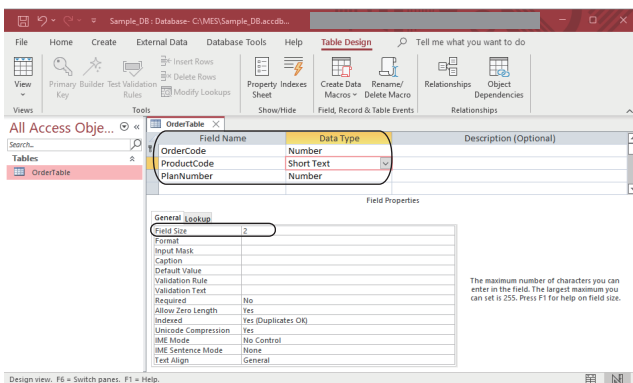 Sample_DB : Database- C:\MES\Sample_DB.accdb...
File Home Create External Data Database Tools Help Table Design Tell me what you want to do
View
Primary Key
Builder
Test Validation Rules
Insert Rows
Delete Rows
Modify Lookups
Property Sheet
Indexes
Create Data Macros
Rename/ Delete Macro
Relationships
Object Dependencies
Views Tools Show/Hide Field, Record & Table Events Relationships
All Access Obje...
Search...
Tables
OrderTable
OrderTable
Field Name Data Type Description (Optional)
OrderCode Number
ProductCode Short Text
PlanNumber Number
Field Properties
General Lookup
Field Size 2
Format
Input Mask
Caption
Default Value
Validation Rule
Validation Text
Required No
Allow Zero Length Yes
Indexed Yes (Duplicates OK)
Unicode Compression Yes
IME Mode No Control
IME Sentence Mode None
Text Align General
The maximum number of characters you can
enter in the field. The largest maximum you
can set is 255. Press F1 for help on field size.
Design view. F6 = Switch panes. F1 = Help.